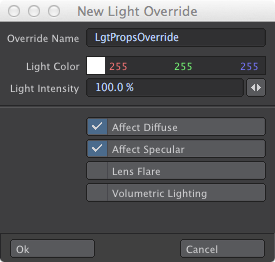 New Light Override
Override Name LgtPropsOverride
Light Color 255 255 255
Light Intensity 100.0 %
Affect Diffuse
Affect Specular
Lens Flare
Volumetric Lighting
Ok Cancel